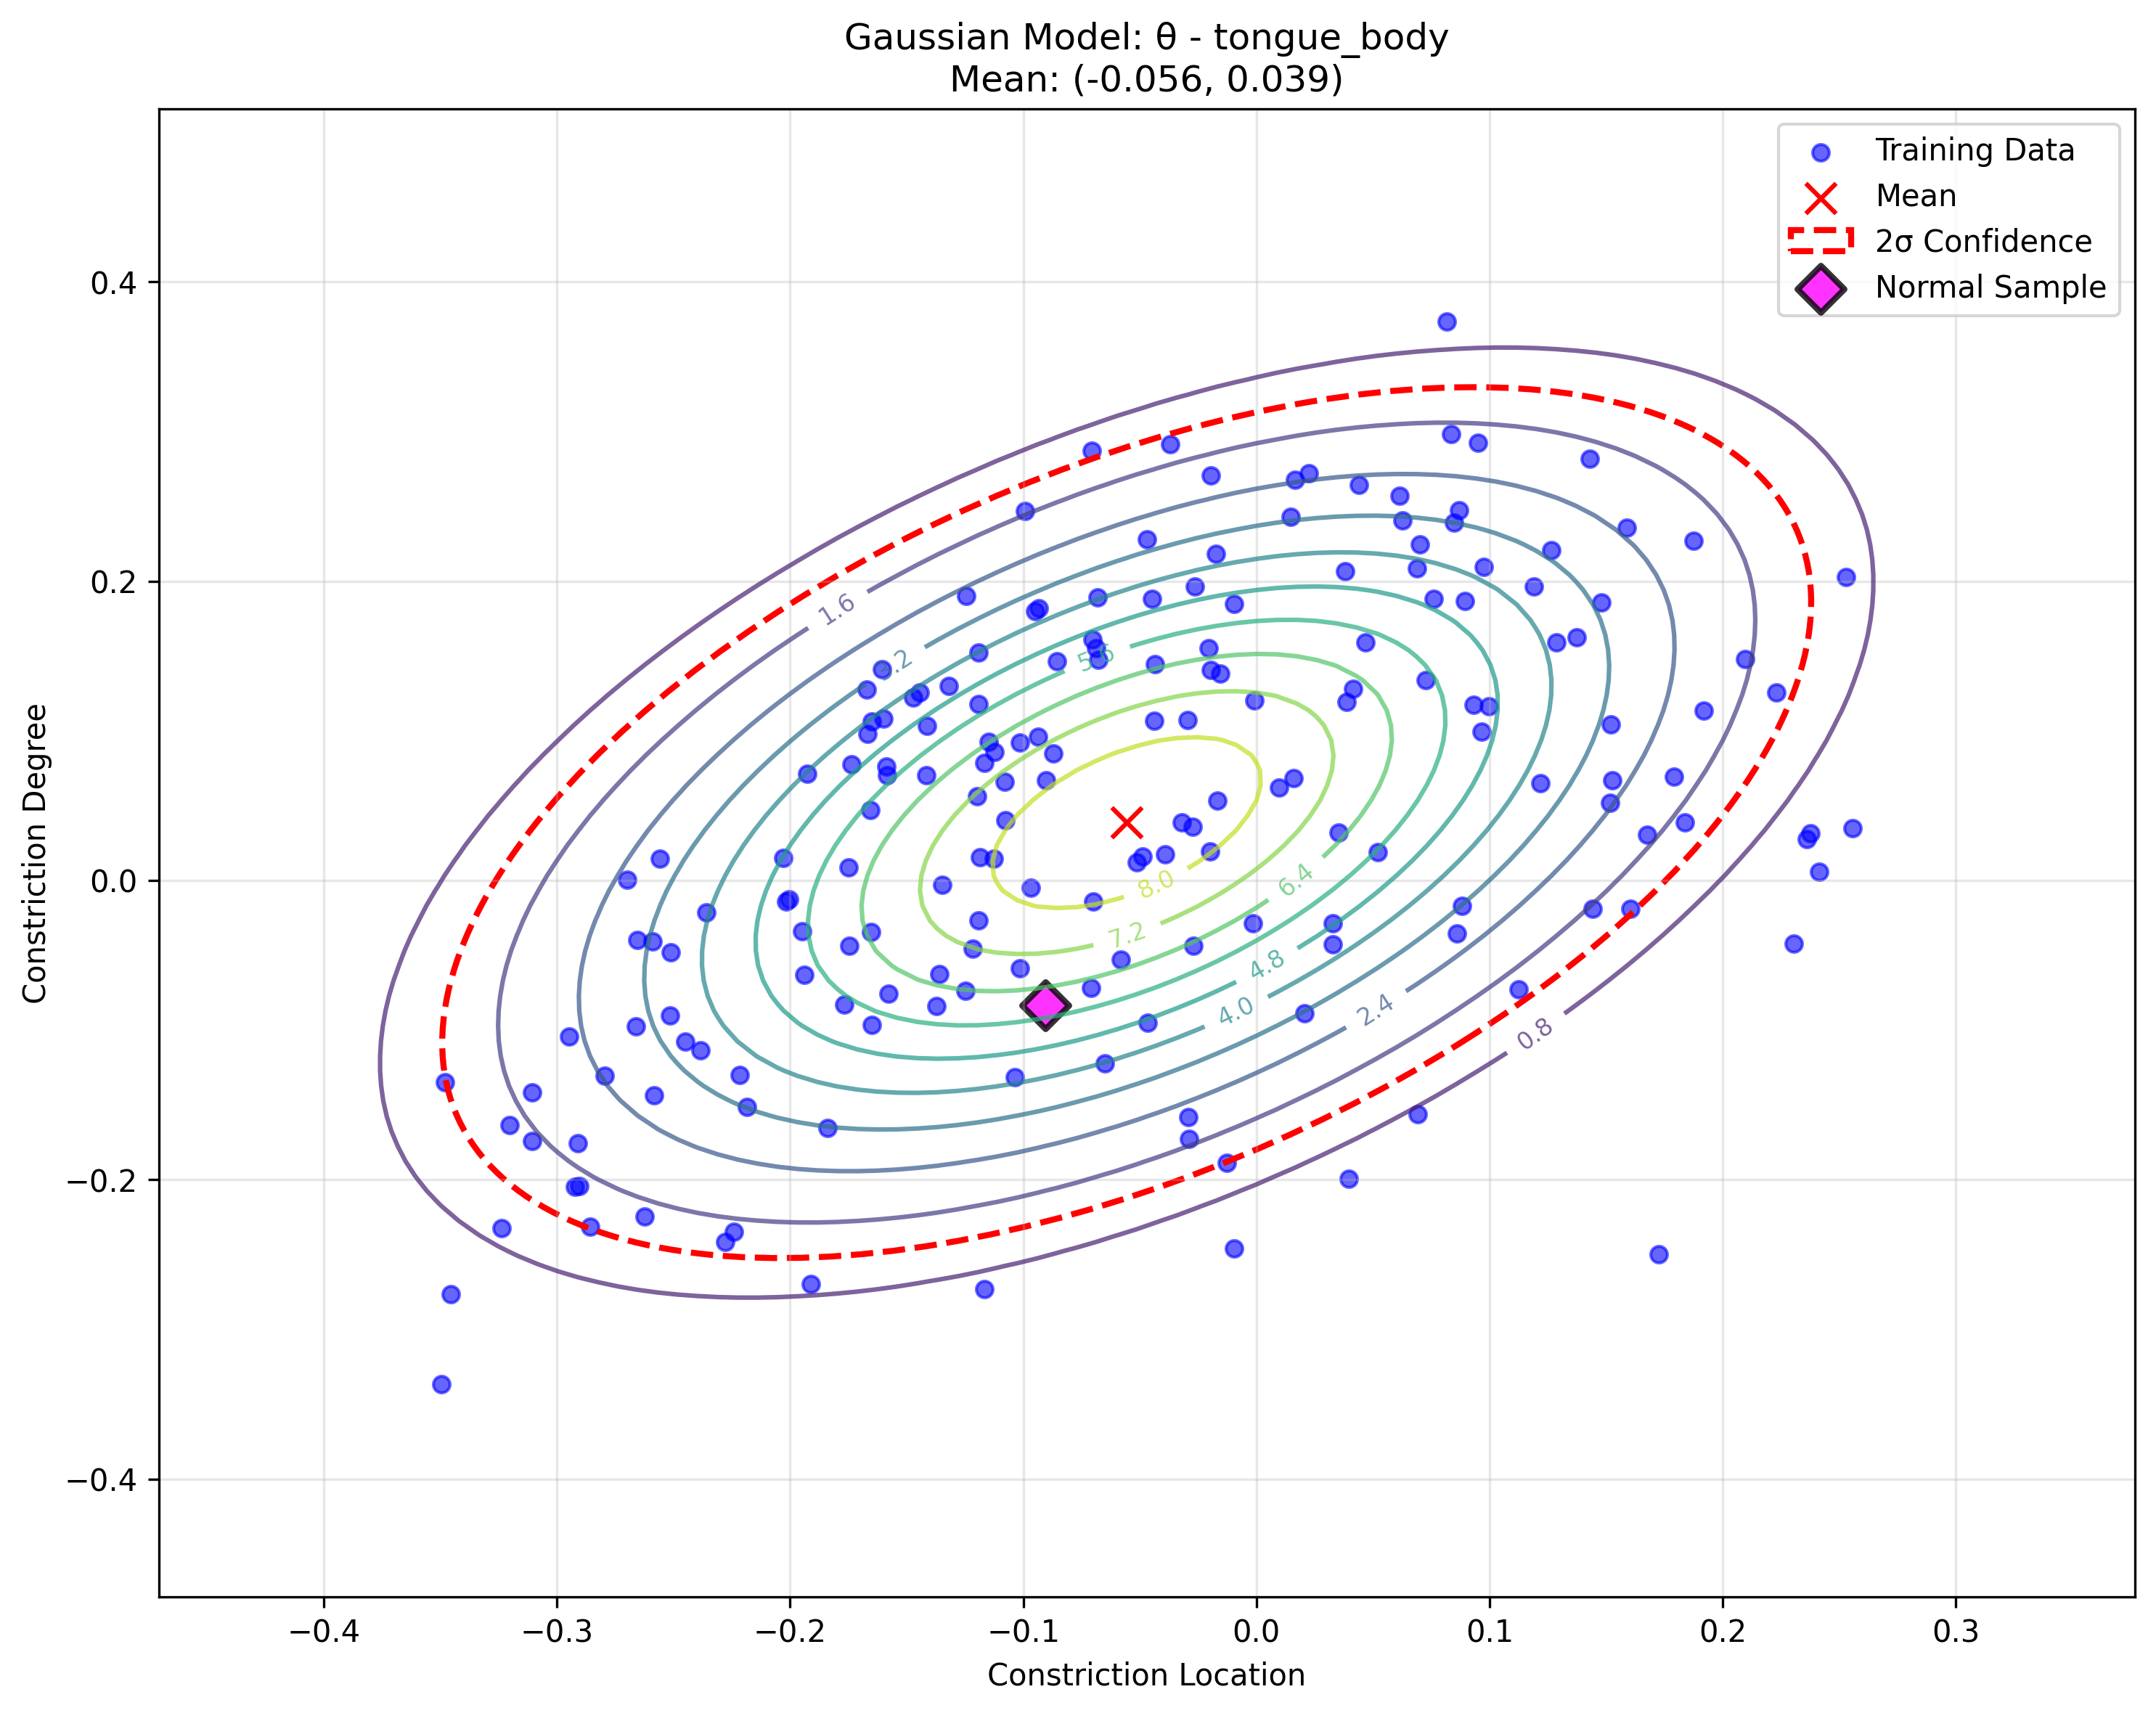 Gaussian Model: θ - tongue_body
Mean: (-0.056, 0.039)
Training Data
Mean
2σ Confidence
Normal Sample
Constriction Degree
0.4
0.2
0.0
−0.2
−0.4
1.6
.2
8.0
7.2
6.4
4.8
4.0
2.4
0.8
−0.4
−0.3
−0.2
−0.1
0.0
0.1
0.2
0.3
Constriction Location